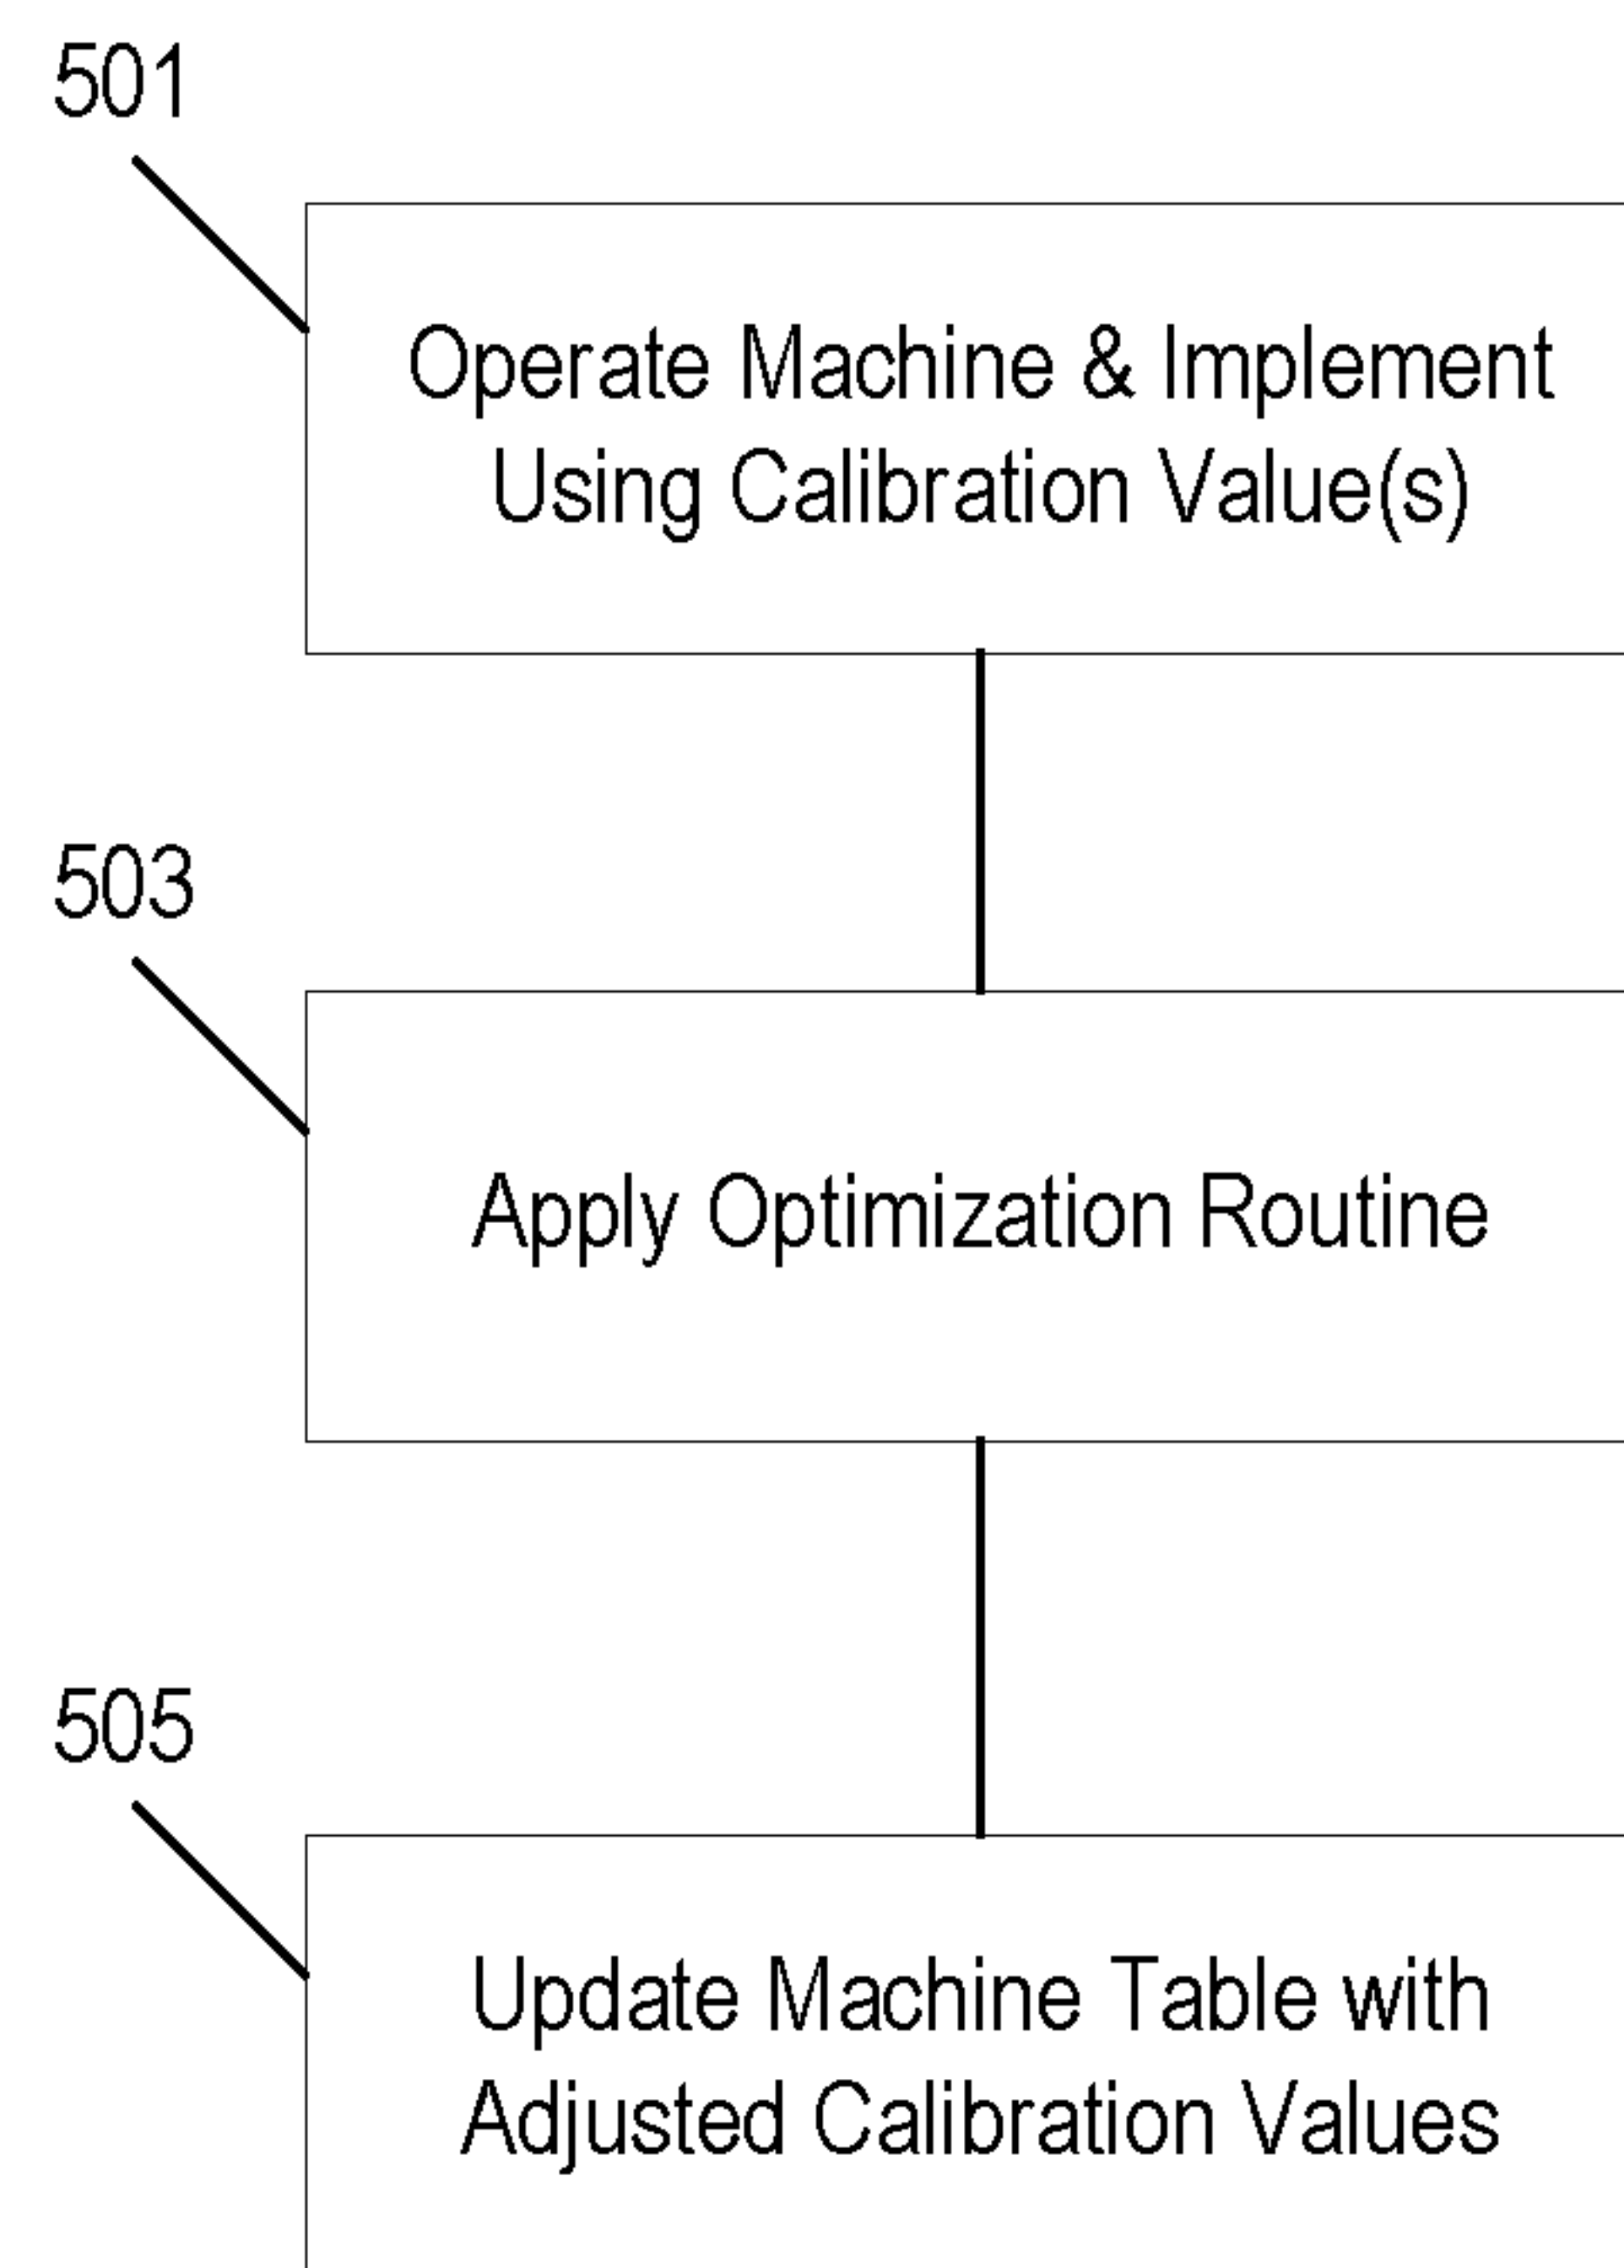 501
Operate Machine & Implement
Using Calibration Value(s)
503
Apply Optimization Routine
505
Update Machine Table with
Adjusted Calibration Values